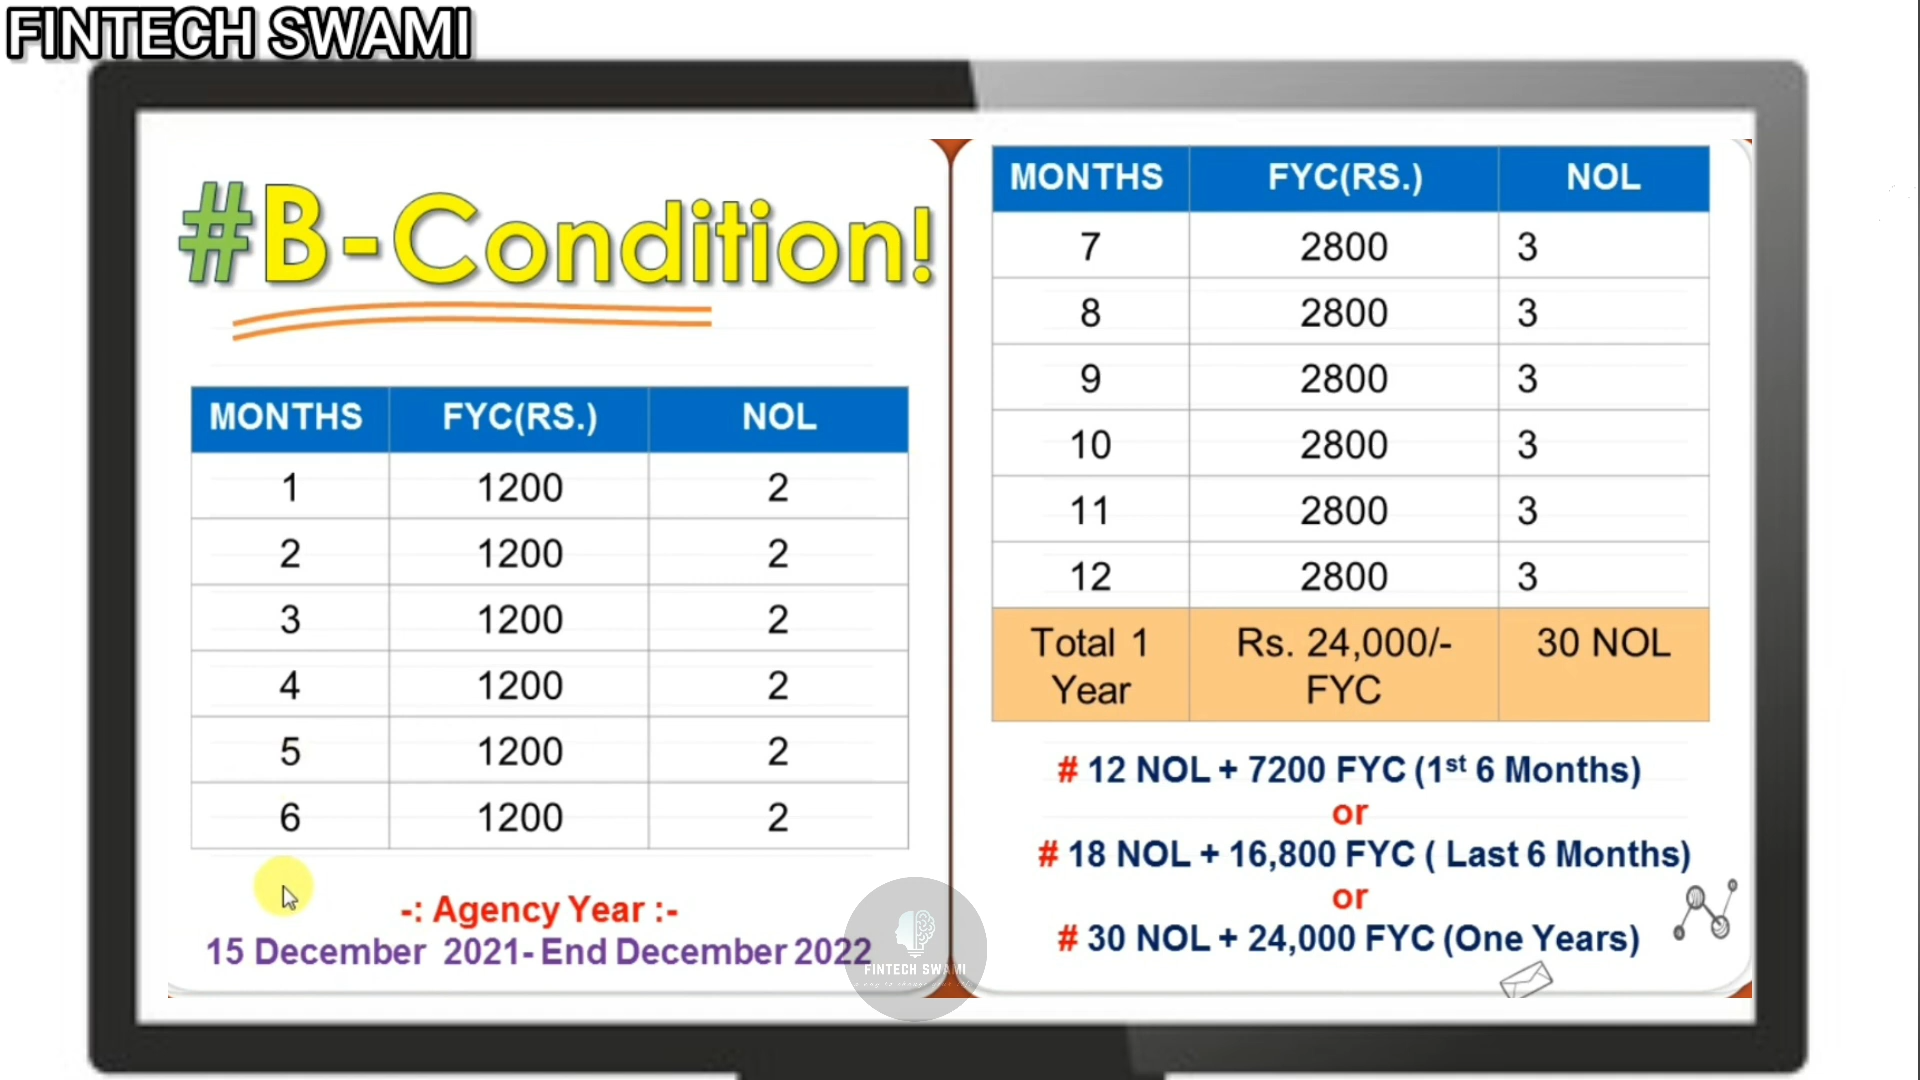 FINTECH SWAMI
#B-Condition!
MONTHS FYC(RS.) NOL
1 1200 2
2 1200 2
3 1200 2
4 1200 2
5 1200 2
6 1200 2
-: Agency Year :-
15 December 2021- End December 2022
MONTHS FYC(RS.) NOL
7 2800 3
8 2800 3
9 2800 3
10 2800 3
11 2800 3
12 2800 3
Total 1 Rs. 24,000/- 30 NOL
Year FYC
# 12 NOL + 7200 FYC (1st 6 Months)
or
# 18 NOL + 16,800 FYC ( Last 6 Months)
or
# 30 NOL + 24,000 FYC (One Years)
FINTECH SWAMI